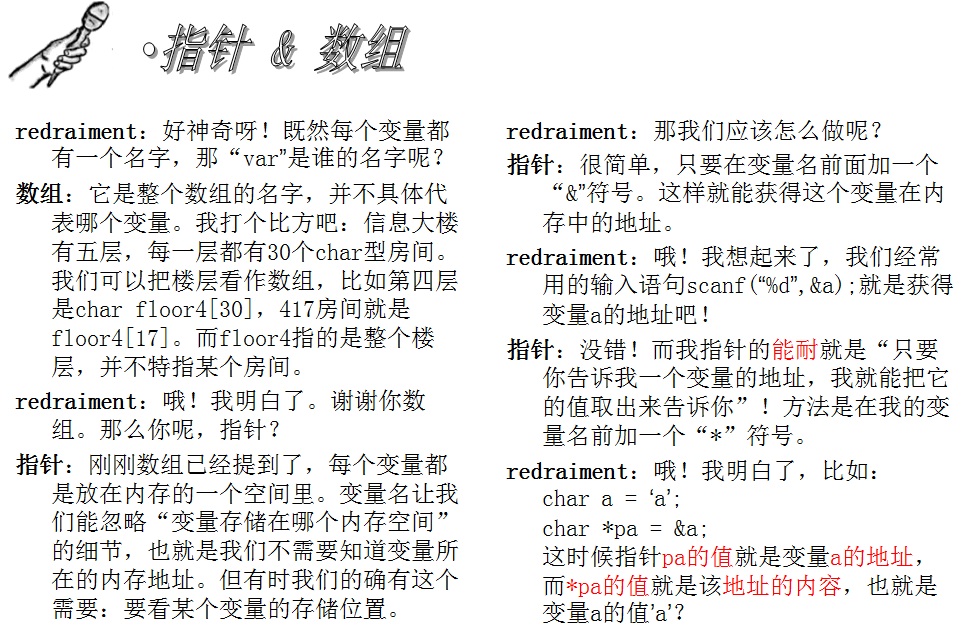 •指针 & 数组
redraiment：好神奇呀！既然每个变量都
有一个名字，那“var”是谁的名字呢？
数组：它是整个数组的名字，并不具体代
表哪个变量。我打个比方吧：信息大楼
有五层，每一层都有30个char型房间。
我们可以把楼层看作数组，比如第四层
是char floor4[30]，417房间就是
floor4[17]。而floor4指的是整个楼
层，并不特指某个房间。
redraiment：哦！我明白了。谢谢你数
组。那么你呢，指针？
指针：刚刚数组已经提到了，每个变量都
是放在内存的一个空间里。变量名让我
们能忽略“变量存储在哪个内存空间”
的细节，也就是我们不需要知道变量所
在的内存地址。但有时我们的确有这个
需要：要看某个变量的存储位置。
redraiment：那我们应该怎么做呢？
指针：很简单，只要在变量名前面加一个
“&”符号。这样就能获得这个变量在内
存中的地址。
redraiment：哦！我想起来了，我们经常
用的输入语句scanf(“%d”,&a);就是获得
变量a的地址吧！
指针：没错！而我指针的能耐就是“只要
你告诉我一个变量的地址，我就能把它
的值取出来告诉你”！方法是在我的变
量名前加一个“*”符号。
redraiment：哦！我明白了，比如：
char a = ‘a’;
char *pa = &a;
这时候指针pa的值就是变量a的地址，
而*pa的值就是该地址的内容，也就是
变量a的值’a’？